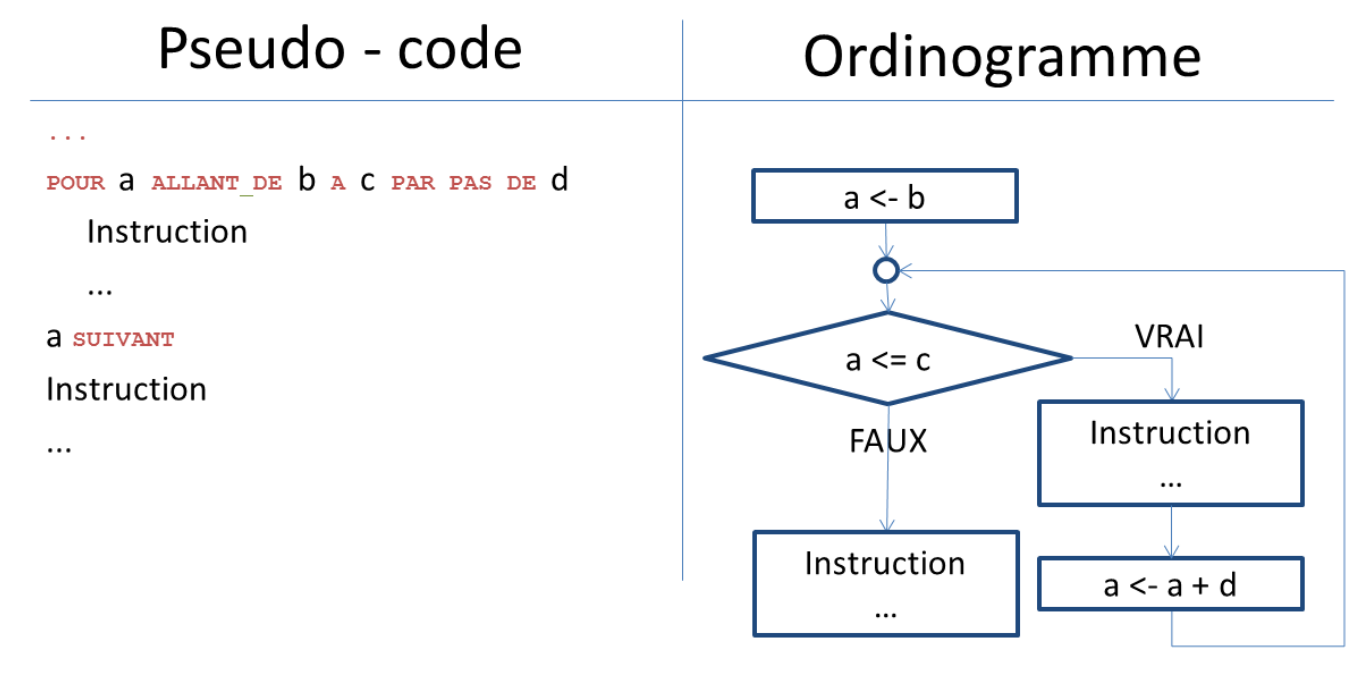 Pseudo - code
...
POUR a ALLANT_DE b A c PAR PAS DE d
Instruction
...
a SUIVANT
Instruction
...
Ordinogramme
a <- b
a <= c
VRAI
FAUX
Instruction
...
a <- a + d
Instruction
...